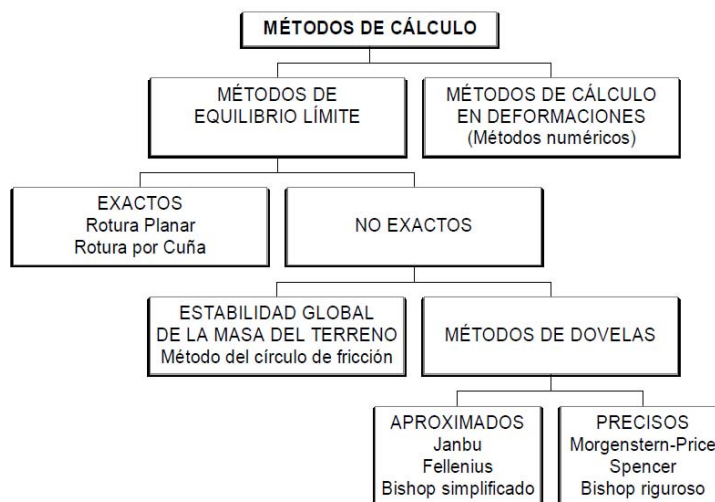 MÉTODOS DE CÁLCULO
MÉTODOS DE
EQUILIBRIO LÍMITE
MÉTODOS DE CÁLCULO
EN DEFORMACIONES
(Métodos numéricos)
EXACTOS
Rotura Planar
Rotura por Cuña
NO EXACTOS
ESTABILIDAD GLOBAL
DE LA MASA DEL TERRENO
Método del círculo de fricción
MÉTODOS DE DOVELAS
APROXIMADOS
Janbu
Fellenius
Bishop simplificado
PRECISOS
Morgenstern-Price
Spencer
Bishop riguroso